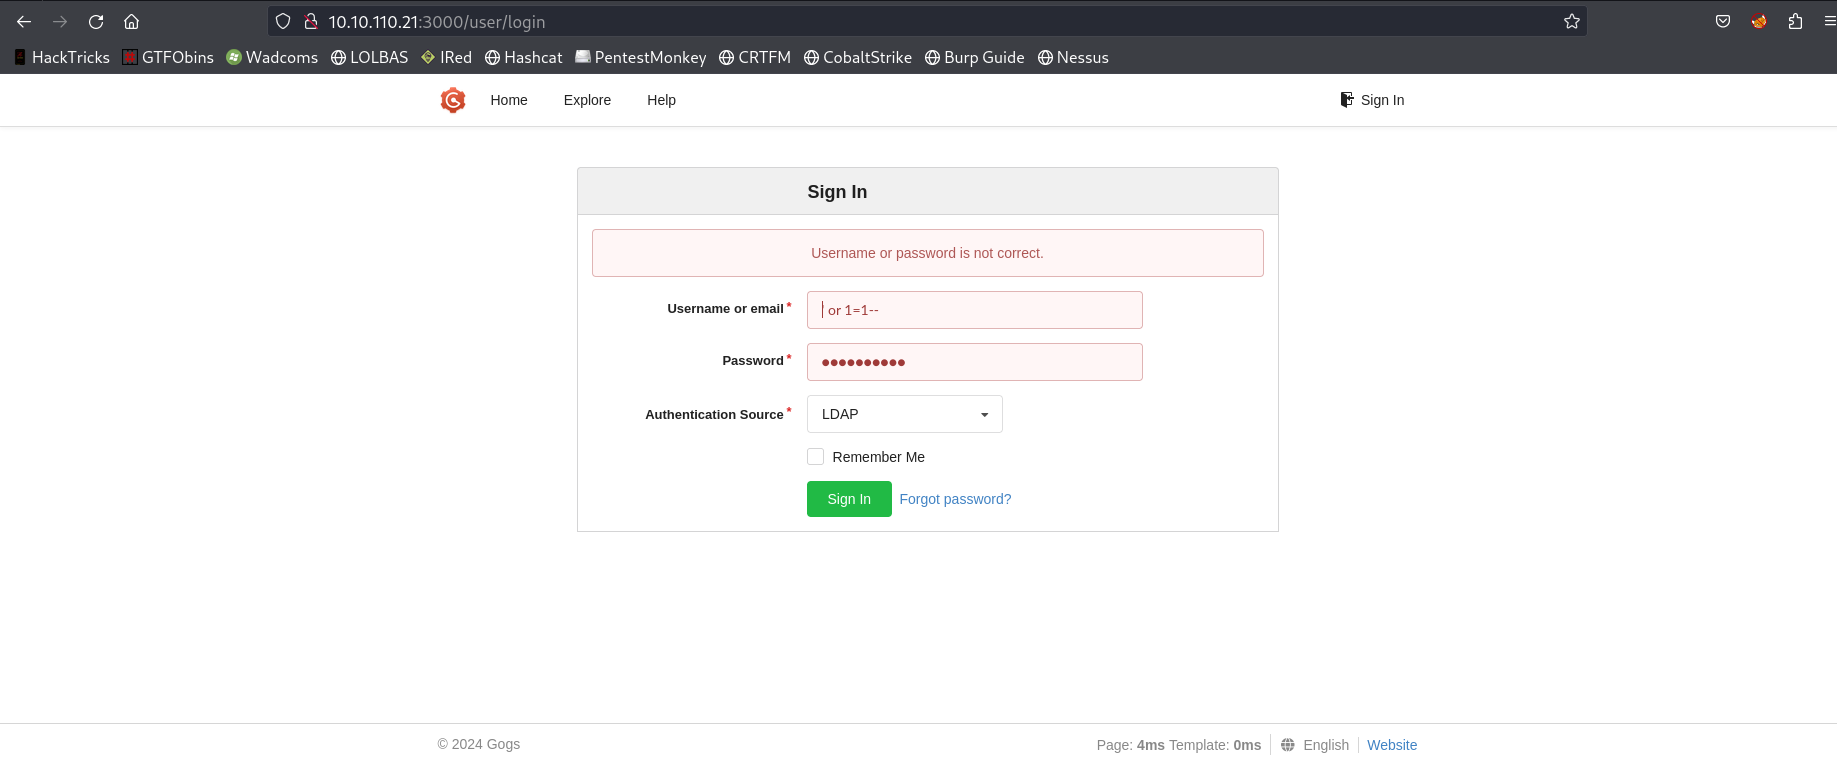 10.10.110.21:3000/user/login
HackTricks GTFObins Wadcoms LOLBAS IRed Hashcat PentestMonkey CRTFM CobaltStrike Burp Guide Nessus
Home Explore Help Sign In
Sign In
Username or password is not correct.
Username or email* ' or 1=1--
Password* ●●●●●●●●●●
Authentication Source* LDAP
Remember Me
Sign In Forgot password?
© 2024 Gogs Page: 4ms Template: 0ms English Website